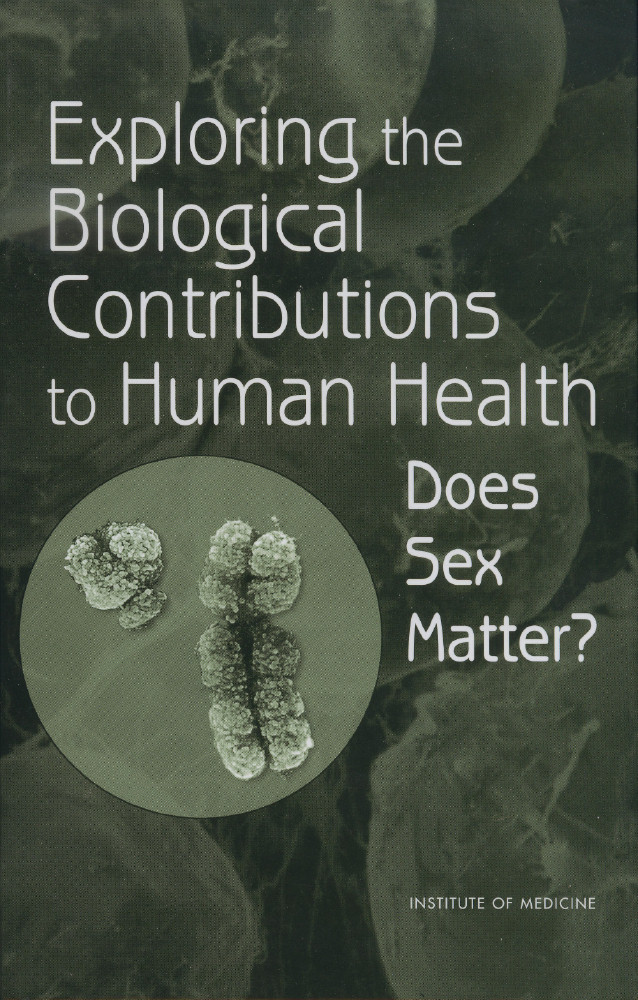 Exploring the
Biological
Contributions
to Human Health
Does
Sex
Matter?
INSTITUTE OF MEDICINE